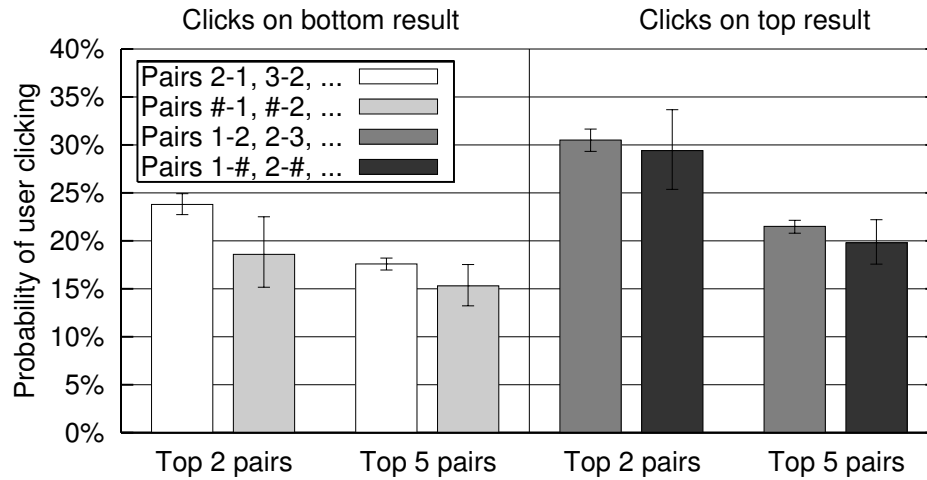 Clicks on bottom result
Clicks on top result
Probability of user clicking
40%
35%
30%
25%
20%
15%
10%
5%
0%
Pairs 2-1, 3-2, ...
Pairs #-1, #-2, ...
Pairs 1-2, 2-3, ...
Pairs 1-#, 2-#, ...
Top 2 pairs
Top 5 pairs
Top 2 pairs
Top 5 pairs